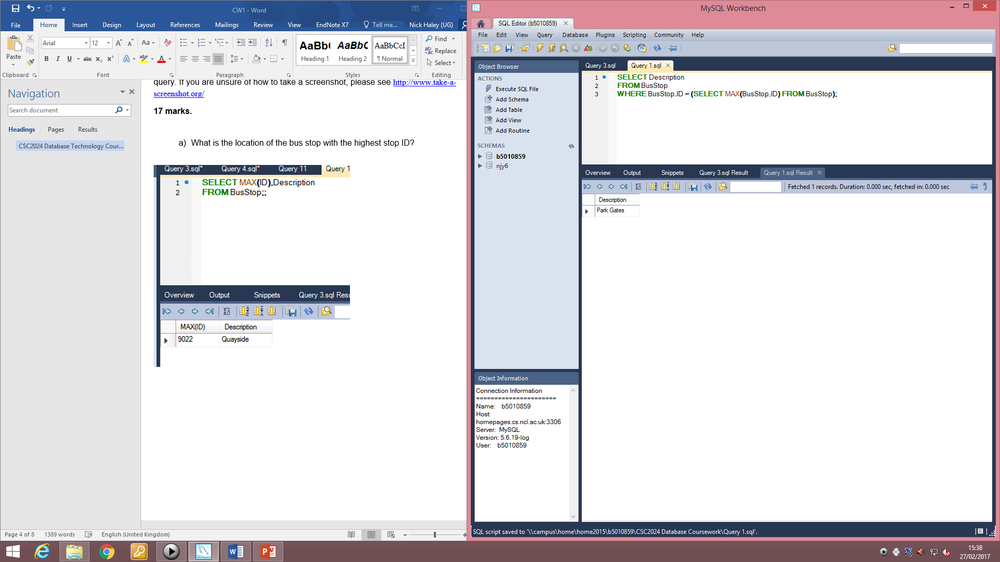 CW1 - Word
File
Home
Insert
Design
Layout
References
Mailings
Review
View
EndNote X7
Tell me...
Nick Haley (UG)
Paste
Arial
12
Aa
B I U abc x₂ x²
A
AaBb(
Heading 1
AaBbC
Heading 2
AaBbCcI
¶ Normal
Find
Replace
Select
Clipboard
Font
Paragraph
Styles
Editing
Navigation
Search document
Headings
Pages
Results
CSC2024 Database Technology Cour...
query. If you are unsure of how to take a screenshot, please see http://www.take-a-
screenshot.org/
17 marks.
a) What is the location of the bus stop with the highest stop ID?
Query 3.sql*
Query 4.sql*
Query 11
Query 1
1 SELECT MAX(ID),Description
2 FROM BusStop;;
Overview
Output
Snippets
Query 3.sql Resu
MAX(ID)
Description
9022
Quayside
Page 4 of 8
1389 words
English (United Kingdom)
MySQL Workbench
SQL Editor (b5010859)
File
Edit
View
Query
Database
Plugins
Scripting
Community
Help
Object Browser
ACTIONS
Execute SQL File
Add Schema
Add Table
Add View
Add Routine
SCHEMAS
b5010859
njy6
Query 3.sql
Query 1.sql
1 SELECT Description
2 FROM BusStop
3 WHERE BusStop.ID = (SELECT MAX(BusStop.ID) FROM BusStop);
Overview
Output
Snippets
Query 3.sql Result
Query 1.sql Result
Fetched 1 records. Duration: 0.000 sec, fetched in: 0.000 sec
Description
Park Gates
Object Information
Connection Information
======================
Name: b5010859
Host:
homepages.cs.ncl.ac.uk:3306
Server: MySQL
Version: 5.6.19-log
User: b5010859
SQL script saved to '\\campus\home\home2015\b5010859\CSC2024 Database Coursework\Query 1.sql'.
15:38
27/02/2017